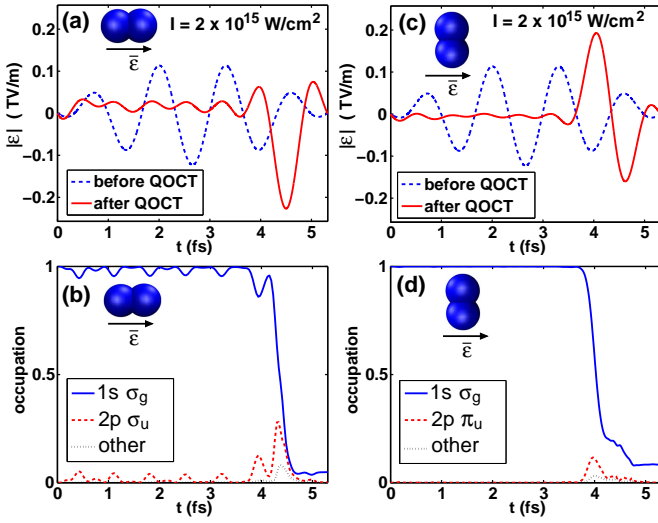 (a)
I = 2 x 10^15 W/cm^2
ε̄
|ε| ( TV/m)
0.2
0.1
0
−0.1
−0.2
before QOCT
after QOCT
0 1 2 3 4 5
t (fs)
(c)
I = 2 x 10^15 W/cm^2
ε̄
|ε| (TV/m)
0.2
0.1
0
−0.1
−0.2
before QOCT
after QOCT
0 1 2 3 4 5
t (fs)
(b)
ε̄
occupation
1
0.5
0
1s σ_g
2p σ_u
other
0 1 2 3 4 5
t (fs)
(d)
ε̄
occupation
1
0.5
0
1s σ_g
2p π_u
other
0 1 2 3 4 5
t (fs)